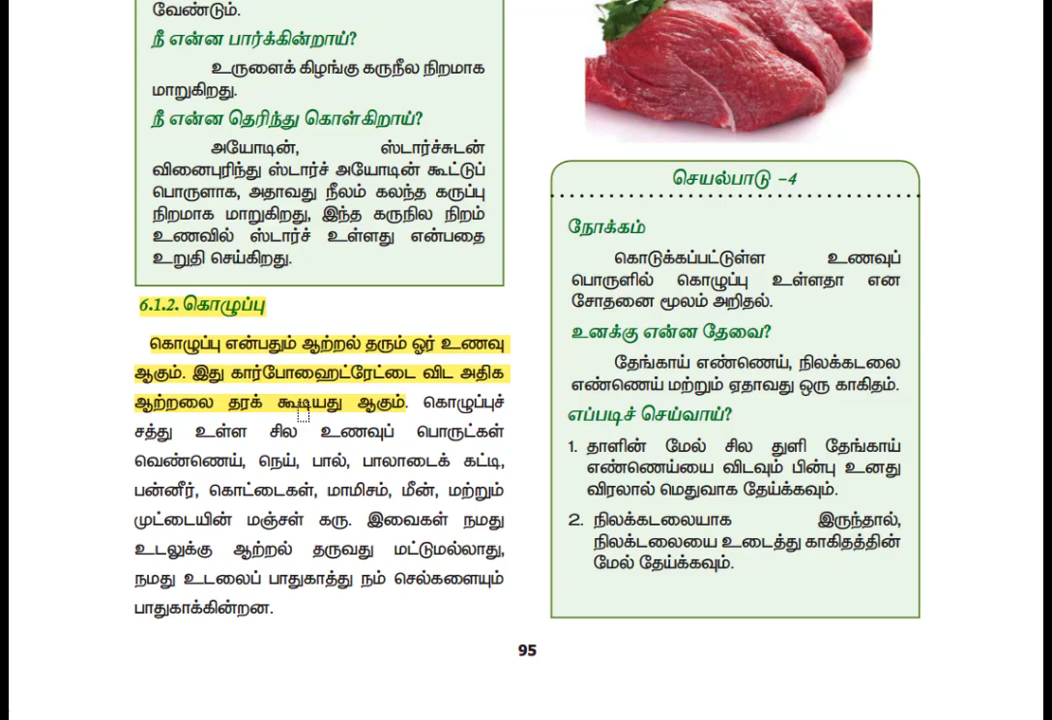 வேண்டும்.
நீ என்ன பார்க்கின்றாய்?
உருளைக் கிழங்கு கருநீல நிறமாக
மாறுகிறது.
நீ என்ன தெரிந்து கொள்கிறாய்?
அயோடின், ஸ்டார்ச்சுடன்
வினைபுரிந்து ஸ்டார்ச் அயோடின் கூட்டுப்
பொருளாக, அதாவது நீலம் கலந்த கருப்பு
நிறமாக மாறுகிறது, இந்த கருநில நிறம்
உணவில் ஸ்டார்ச் உள்ளது என்பதை
உறுதி செய்கிறது.
6.1.2. கொழுப்பு
கொழுப்பு என்பதும் ஆற்றல் தரும் ஓர் உணவு
ஆகும். இது கார்போஹைட்ரேட்டை விட அதிக
ஆற்றலை தரக் கூடியது ஆகும். கொழுப்புச்
சத்து உள்ள சில உணவுப் பொருட்கள்
வெண்ணெய், நெய், பால், பாலாடைக் கட்டி,
பன்னீர், கொட்டைகள், மாமிசம், மீன், மற்றும்
முட்டையின் மஞ்சள் கரு. இவைகள் நமது
உடலுக்கு ஆற்றல் தருவது மட்டுமல்லாது,
நமது உடலைப் பாதுகாத்து நம் செல்களையும்
பாதுகாக்கின்றன.
செயல்பாடு -4
நோக்கம்
கொடுக்கப்பட்டுள்ள உணவுப்
பொருளில் கொழுப்பு உள்ளதா என
சோதனை மூலம் அறிதல்.
உனக்கு என்ன தேவை?
தேங்காய் எண்ணெய், நிலக்கடலை
எண்ணெய் மற்றும் ஏதாவது ஒரு காகிதம்.
எப்படிச் செய்வாய்?
1. தாளின் மேல் சில துளி தேங்காய்
எண்ணெய்யை விடவும் பின்பு உனது
விரலால் மெதுவாக தேய்க்கவும்.
2. நிலக்கடலையாக இருந்தால்,
நிலக்டலையை உடைத்து காகிதத்தின்
மேல் தேய்க்கவும்.
95